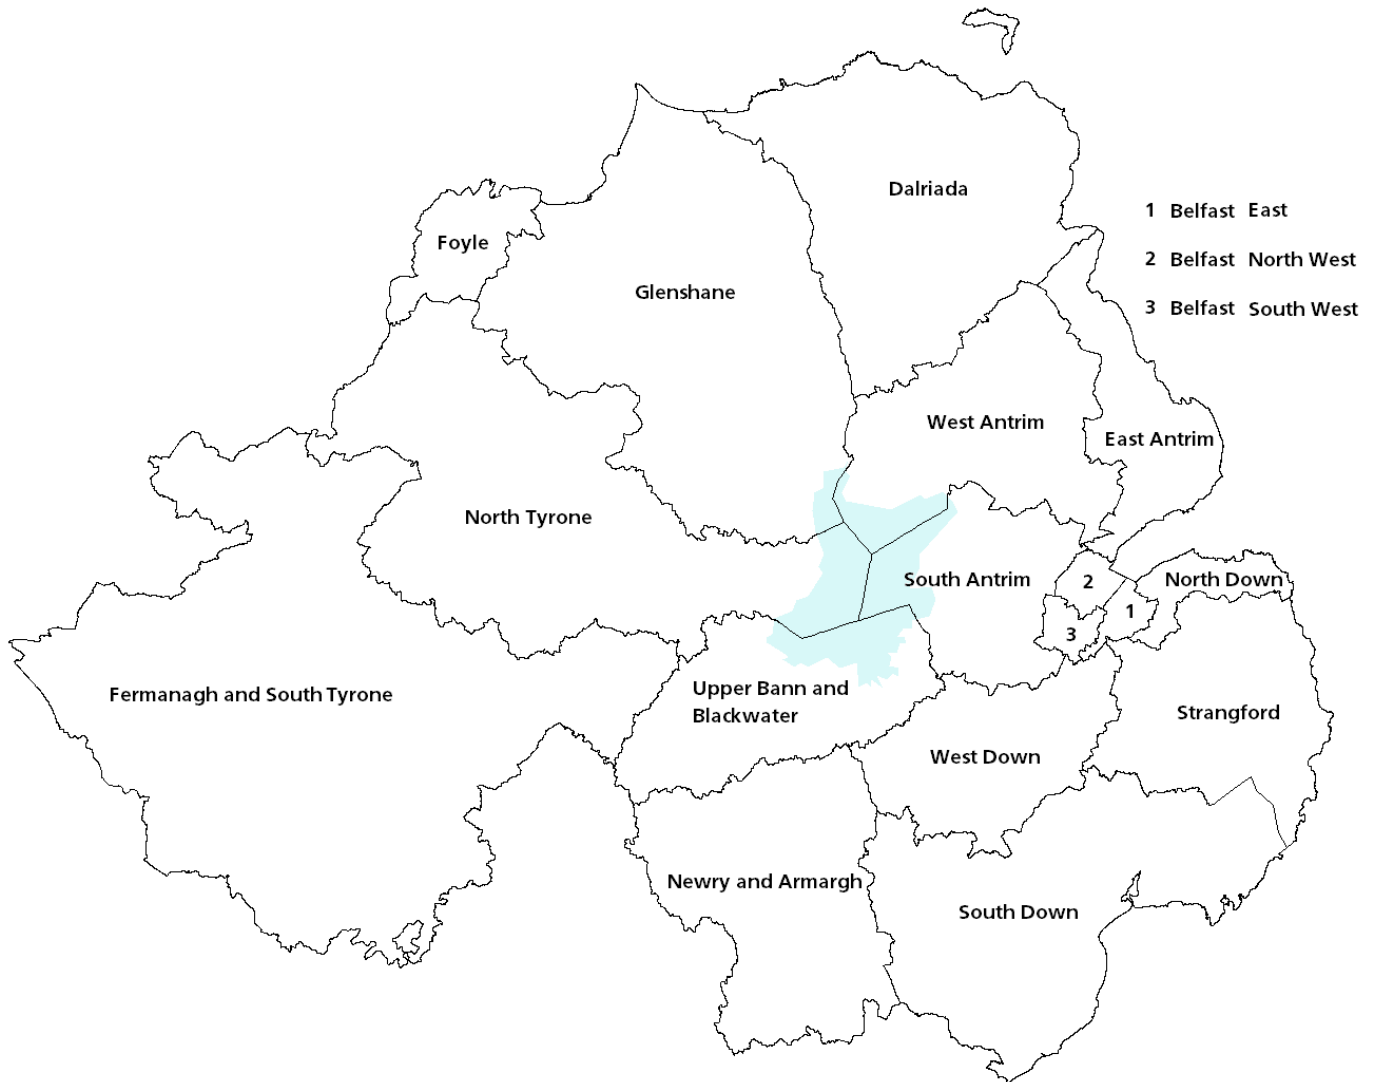 Dalriada
1 Belfast East
Foyle
2 Belfast North West
Glenshane
3 Belfast South West
West Antrim
East Antrim
North Tyrone
South Antrim
2
North Down
1
3
Fermanagh and South Tyrone
Upper Bann and
Blackwater
Strangford
West Down
Newry and Armargh
South Down